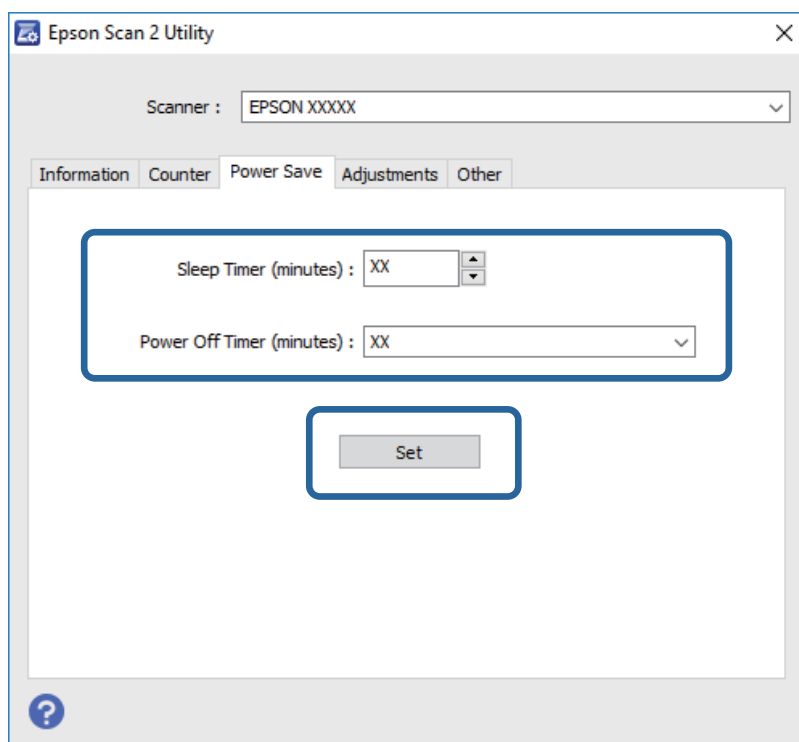 Epson Scan 2 Utility
Scanner : EPSON XXXXX
Information Counter Power Save Adjustments Other
Sleep Timer (minutes) : XX
Power Off Timer (minutes) : XX
Set
?